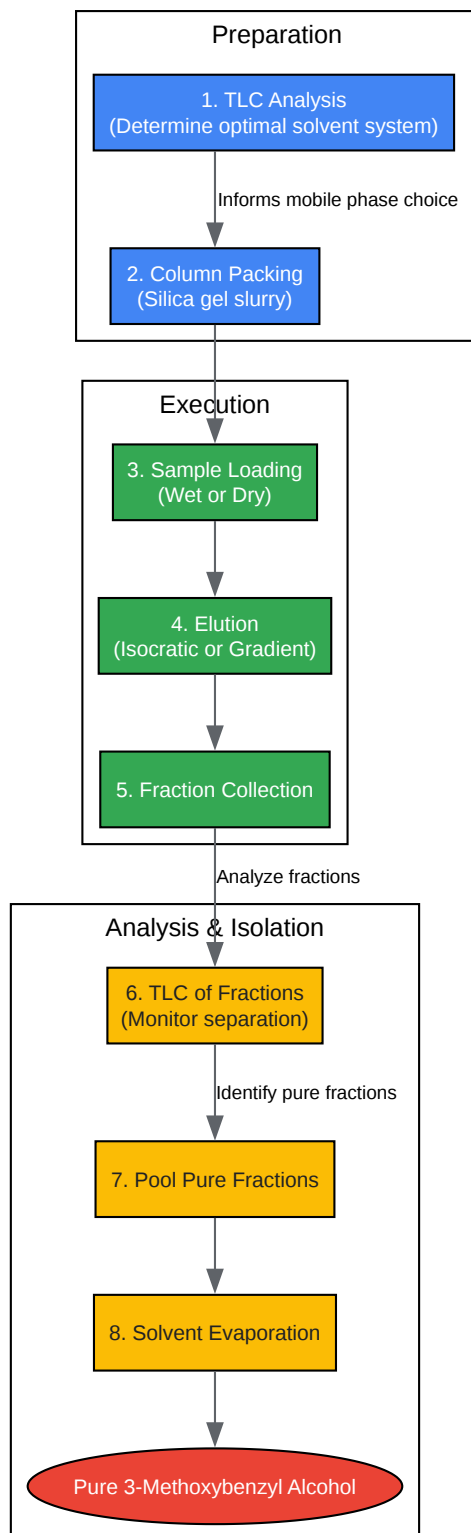 Preparation
1. TLC Analysis
(Determine optimal solvent system)
Informs mobile phase choice
2. Column Packing
(Silica gel slurry)
Execution
3. Sample Loading
(Wet or Dry)
4. Elution
(Isocratic or Gradient)
5. Fraction Collection
Analyze fractions
Analysis & Isolation
6. TLC of Fractions
(Monitor separation)
Identify pure fractions
7. Pool Pure Fractions
8. Solvent Evaporation
Pure 3-Methoxybenzyl Alcohol